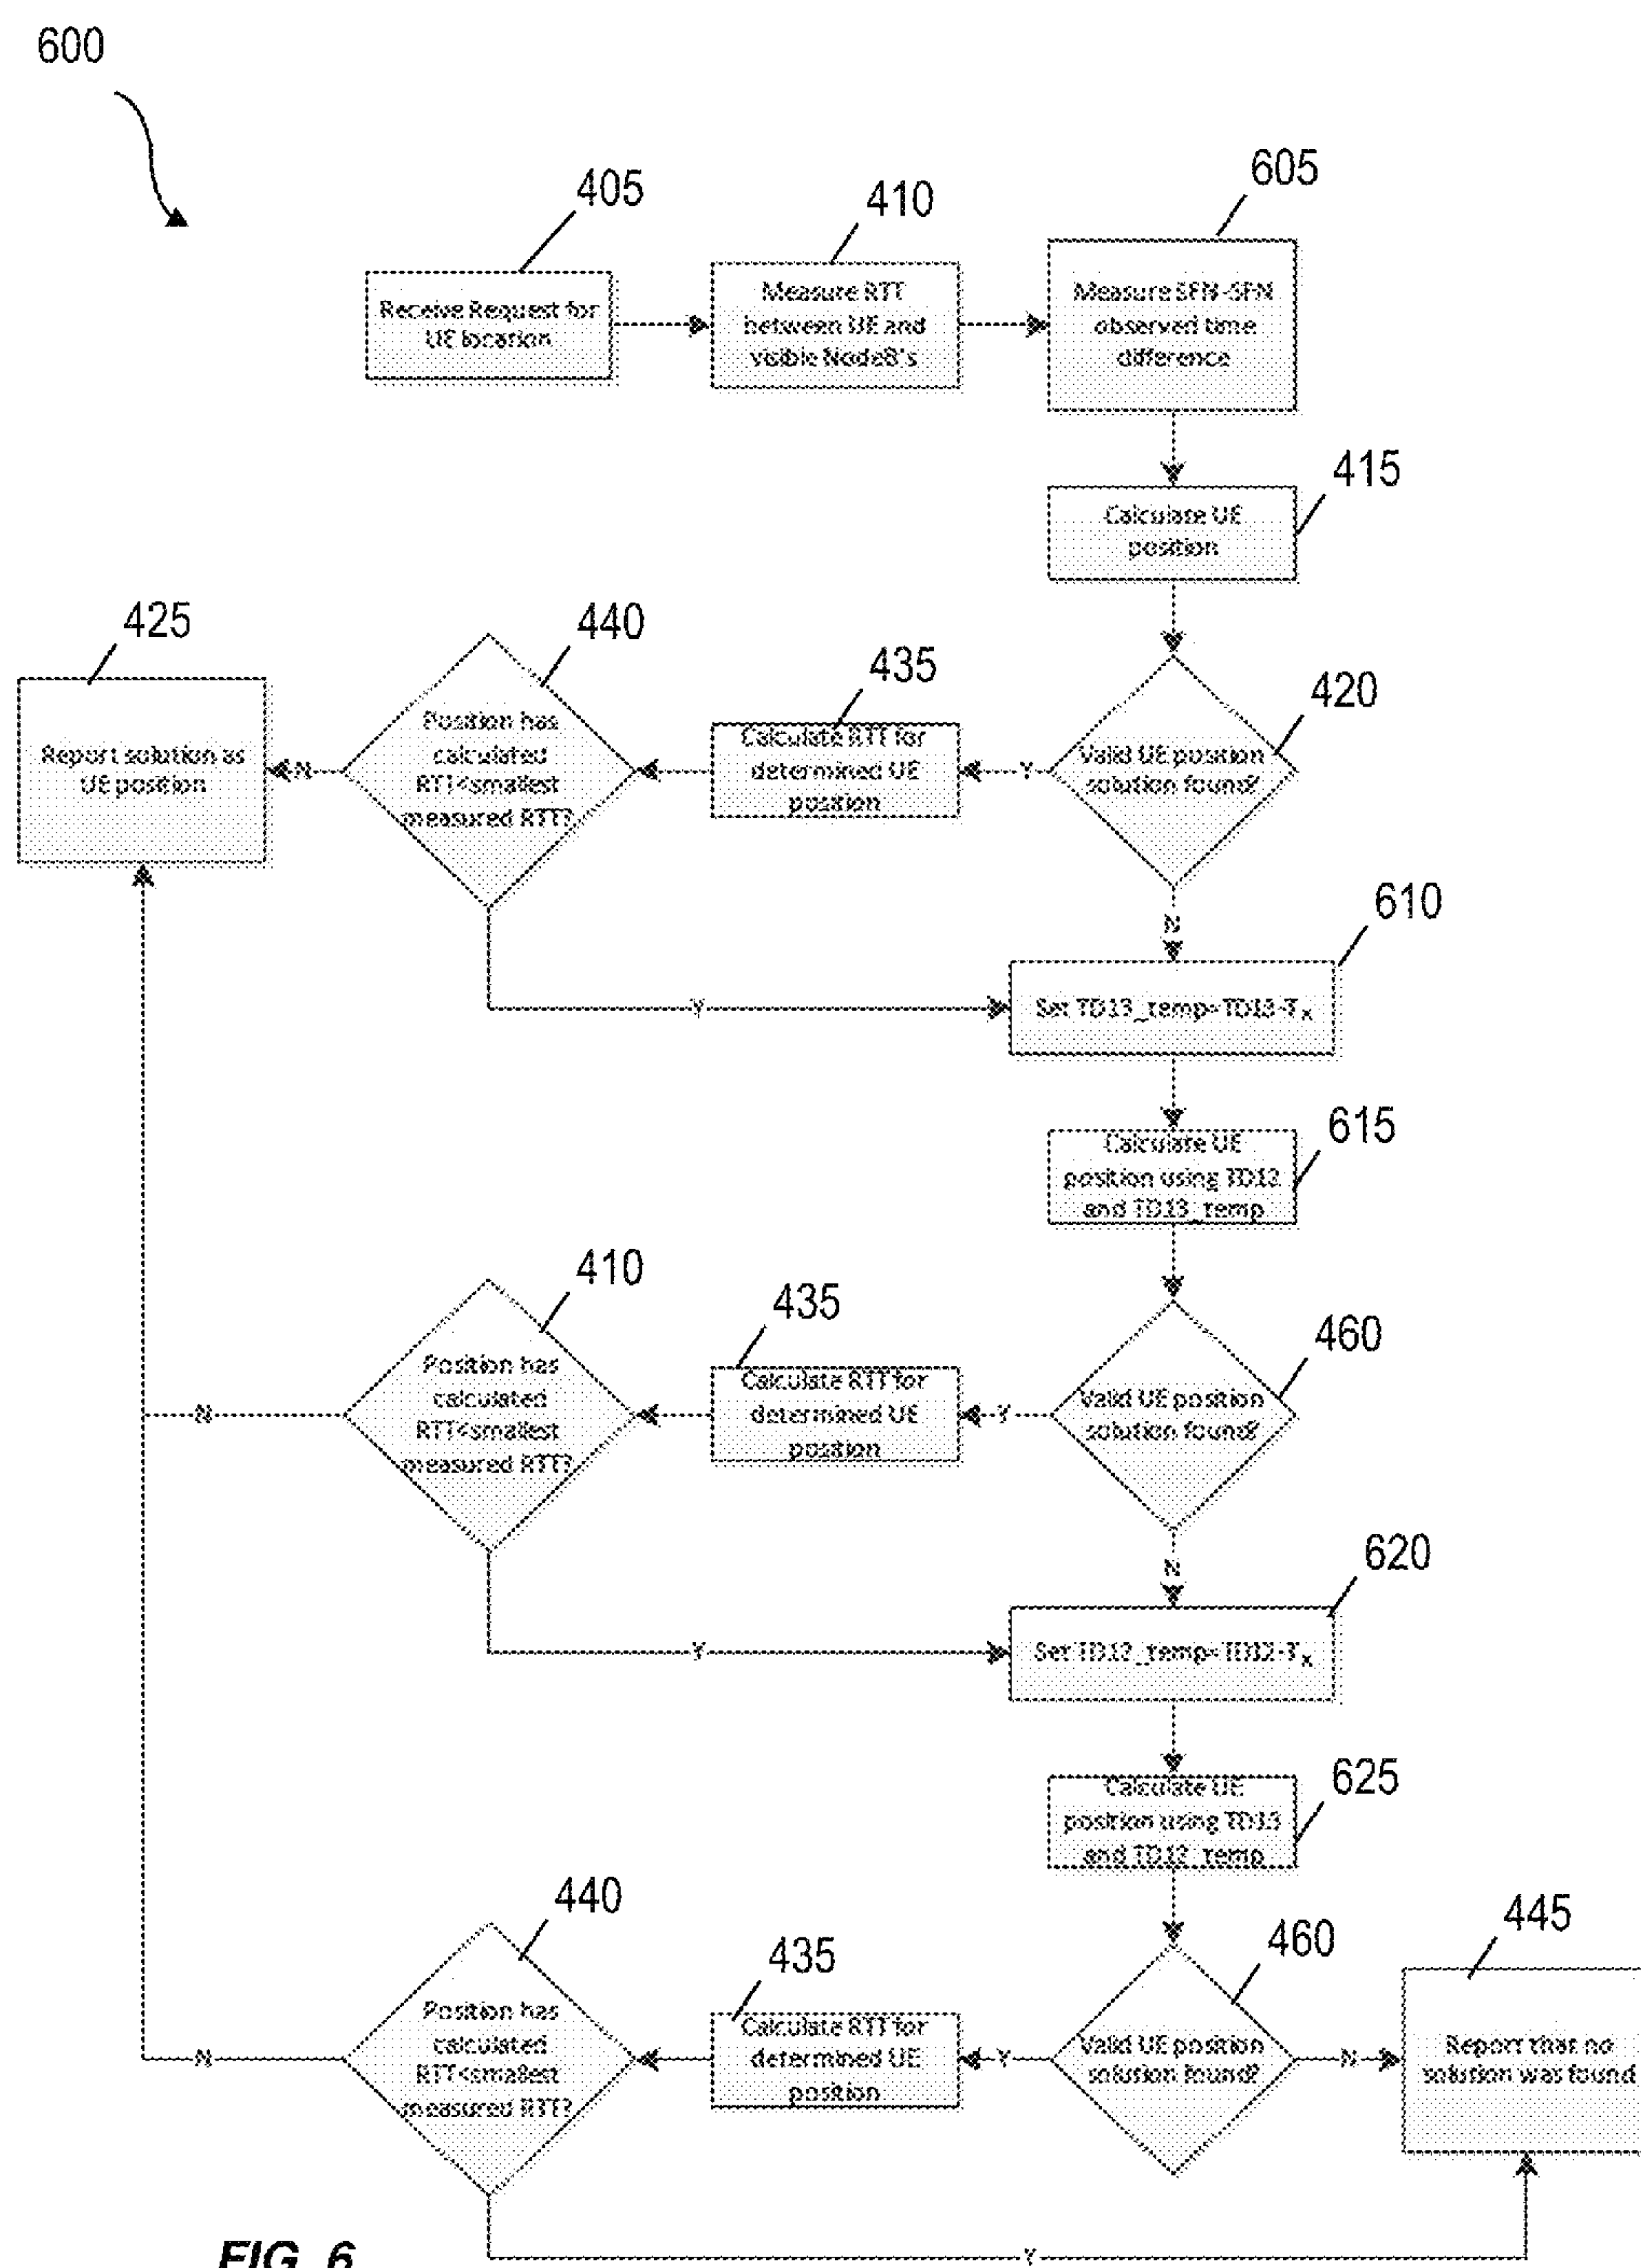 600
405
410
605
Receive Request for
UE location
Measure RTT
between UE and
visible NodeB's
Measure SFN-SFN
observed time
difference
415
Calculate UE
position
425
440
435
420
Report solution as
UE position
N
Position has
calculated
RTT<smallest
measured RTT?
Calculate RTT for
determined UE
position
Y
Valid UE position
solution found?
N
610
Y
Set TD13_temp=TD13-Tx
615
Calculate UE
position using TD12
and TD13_temp
410
435
460
N
Position has
calculated
RTT<smallest
measured RTT?
Calculate RTT for
determined UE
position
Y
Valid UE position
solution found?
N
620
Y
Set TD12_temp=TD12-Tx
625
Calculate UE
position using TD13
and TD12_temp
440
435
460
445
N
Position has
calculated
RTT<smallest
measured RTT?
Calculate RTT for
determined UE
position
Y
Valid UE position
solution found?
N
Report that no
solution was found
Y
FIG. 6